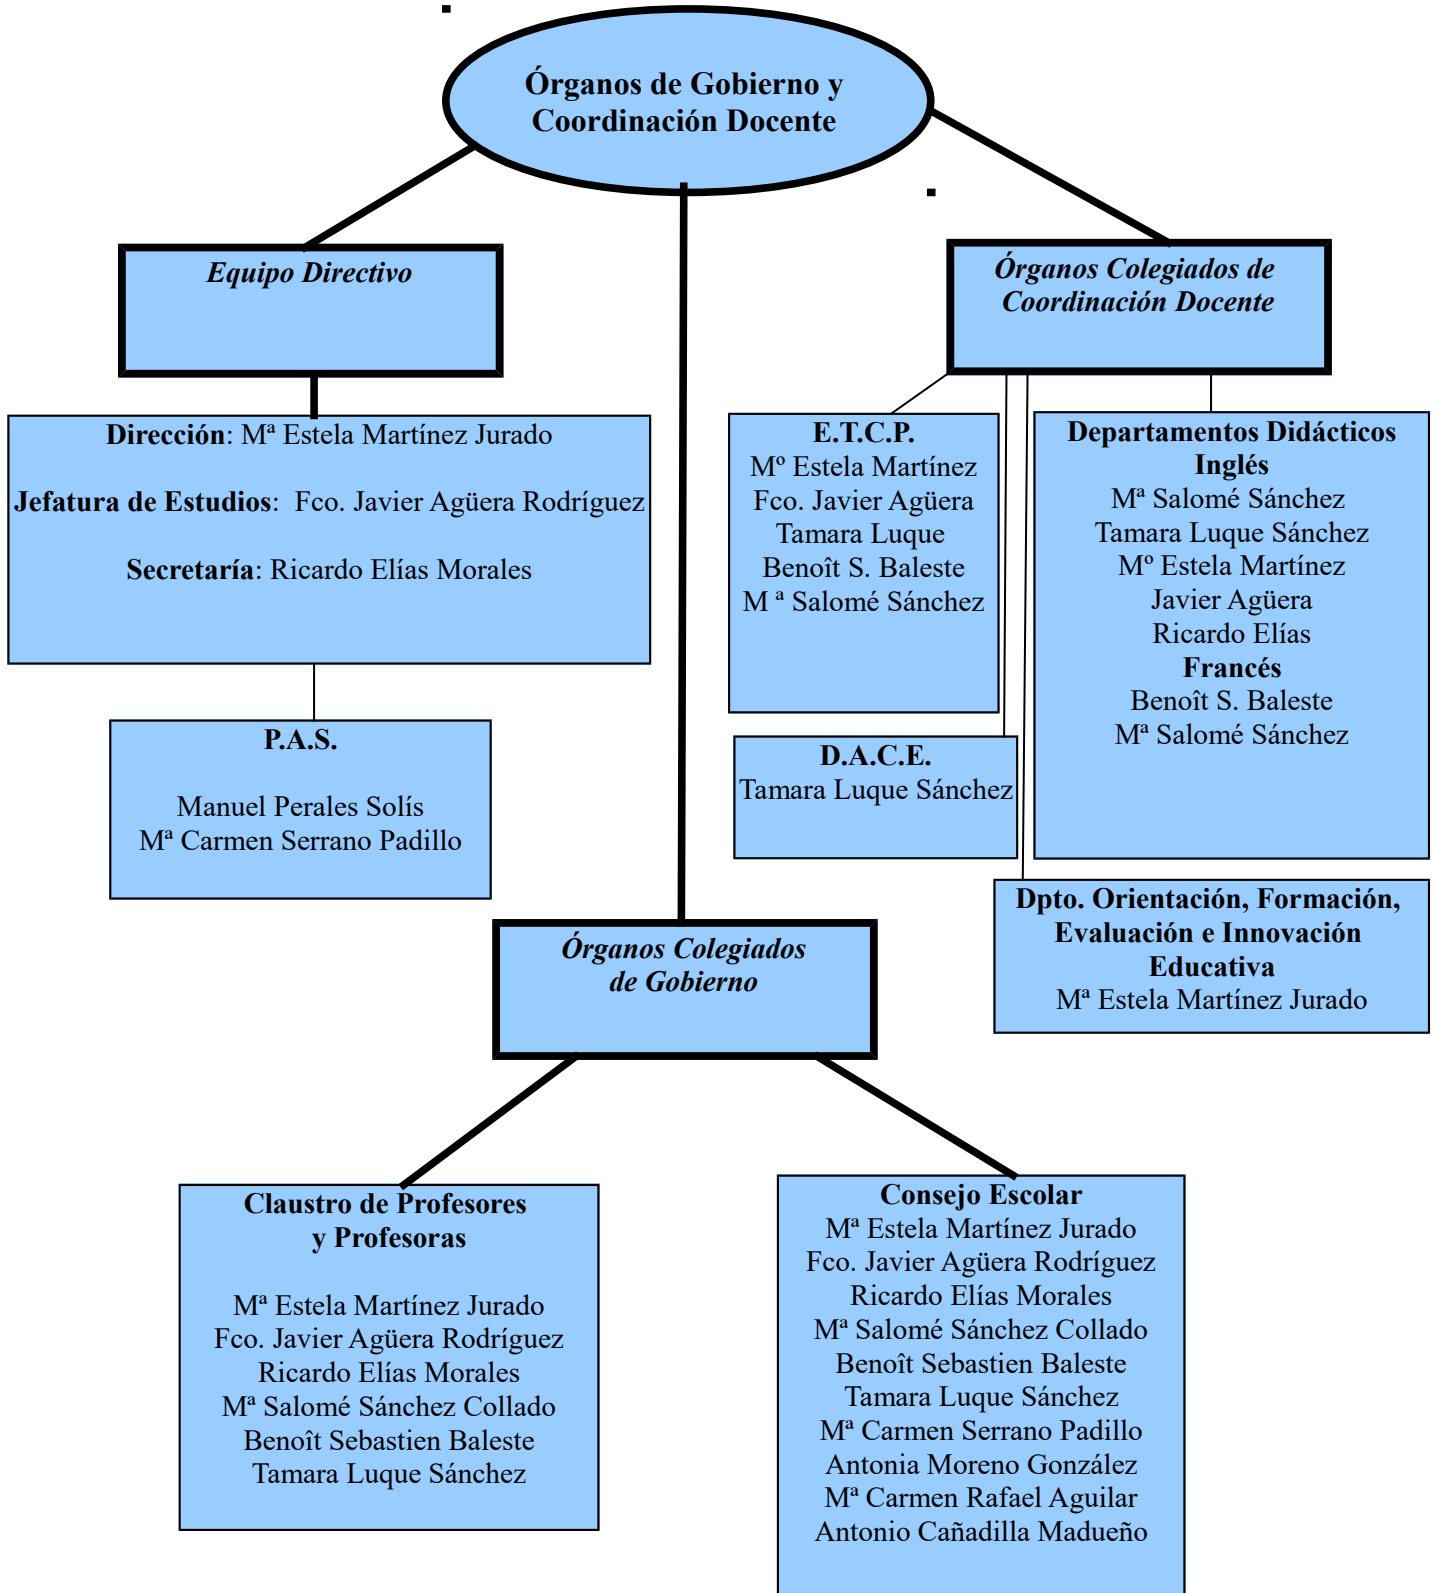 Órganos de Gobierno y
Coordinación Docente
Equipo Directivo
Órganos Colegiados de
Coordinación Docente
Dirección: Mª Estela Martínez Jurado
Jefatura de Estudios: Fco. Javier Agüera Rodríguez
Secretaría: Ricardo Elías Morales
P.A.S.
Manuel Perales Solís
Mª Carmen Serrano Padillo
E.T.C.P.
Mº Estela Martínez
Fco. Javier Agüera
Tamara Luque
Benoît S. Baleste
M ª Salomé Sánchez
D.A.C.E.
Tamara Luque Sánchez
Departamentos Didácticos
Inglés
Mª Salomé Sánchez
Tamara Luque Sánchez
Mº Estela Martínez
Javier Agüera
Ricardo Elías
Francés
Benoît S. Baleste
Mª Salomé Sánchez
Dpto. Orientación, Formación,
Evaluación e Innovación
Educativa
Mª Estela Martínez Jurado
Órganos Colegiados
de Gobierno
Claustro de Profesores
y Profesoras
Mª Estela Martínez Jurado
Fco. Javier Agüera Rodríguez
Ricardo Elías Morales
Mª Salomé Sánchez Collado
Benoît Sebastien Baleste
Tamara Luque Sánchez
Consejo Escolar
Mª Estela Martínez Jurado
Fco. Javier Agüera Rodríguez
Ricardo Elías Morales
Mª Salomé Sánchez Collado
Benoît Sebastien Baleste
Tamara Luque Sánchez
Mª Carmen Serrano Padillo
Antonia Moreno González
Mª Carmen Rafael Aguilar
Antonio Cañadilla Madueño